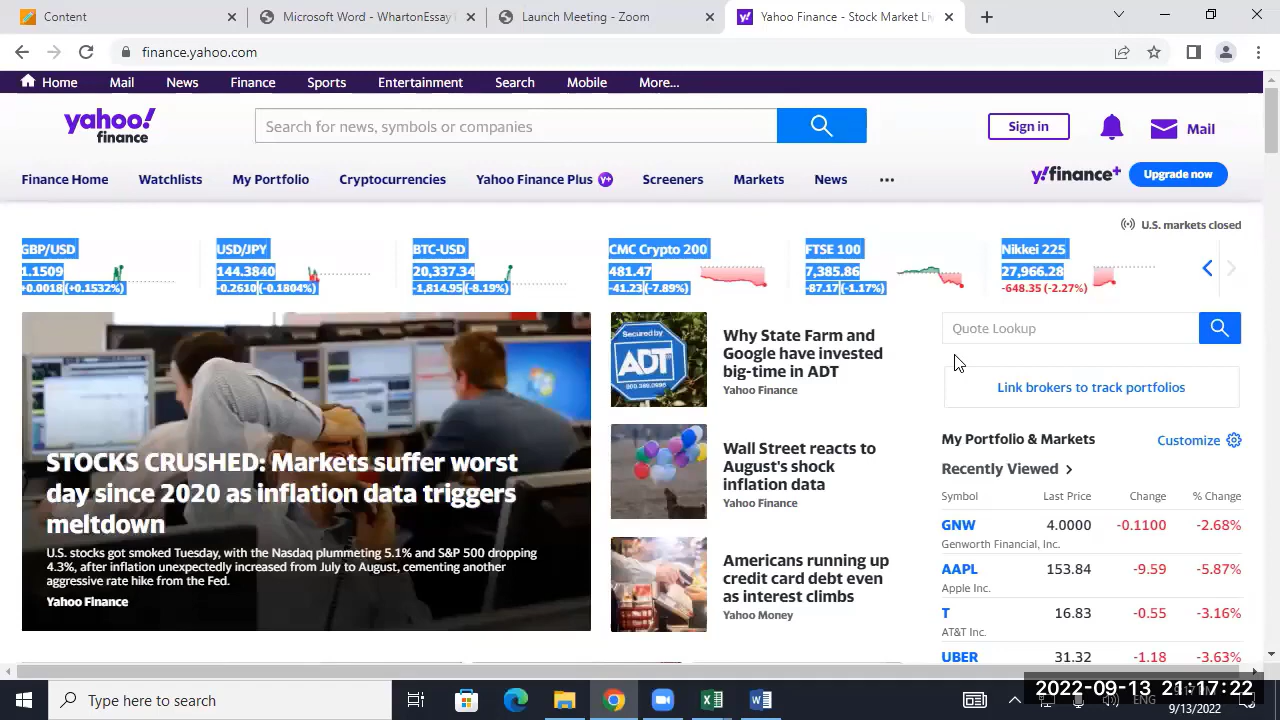 Content
Microsoft Word - WhartonEssay
Launch Meeting - Zoom
Yahoo Finance - Stock Market Li
finance.yahoo.com
Home Mail News Finance Sports Entertainment Search Mobile More...
yahoo! finance
Search for news, symbols or companies
Sign in
Mail
Finance Home Watchlists My Portfolio Cryptocurrencies Yahoo Finance Plus Y+ Screeners Markets News ...
y!finance+
Upgrade now
U.S. markets closed
GBP/USD
1.1509
+0.0018(+0.1532%)
USD/JPY
144.3840
-0.2610(-0.1804%)
BTC-USD
20,337.34
-1,814.95(-8.19%)
CMC Crypto 200
481.47
-41.23(-7.89%)
FTSE 100
7,385.86
-87.17(-1.17%)
Nikkei 225
27,966.28
-648.35 (-2.27%)
STOCKS CRUSHED: Markets suffer worst
day since 2020 as inflation data triggers
meltdown
U.S. stocks got smoked Tuesday, with the Nasdaq plummeting 5.1% and S&P 500 dropping
4.3%, after inflation unexpectedly increased from July to August, cementing another
aggressive rate hike from the Fed.
Yahoo Finance
Secured by
ADT
Why State Farm and
Google have invested
big-time in ADT
Yahoo Finance
Wall Street reacts to
August's shock
inflation data
Yahoo Finance
Americans running up
credit card debt even
as interest climbs
Yahoo Money
Quote Lookup
Link brokers to track portfolios
My Portfolio & Markets
Customize
Recently Viewed
Symbol Last Price Change % Change
GNW 4.0000 -0.1100 -2.68%
Genworth Financial, Inc.
AAPL 153.84 -9.59 -5.87%
Apple Inc.
T 16.83 -0.55 -3.16%
AT&T Inc.
UBER 31.32 -1.18 -3.63%
Type here to search
2022-09-13 21:17:22
ENG
9/13/2022